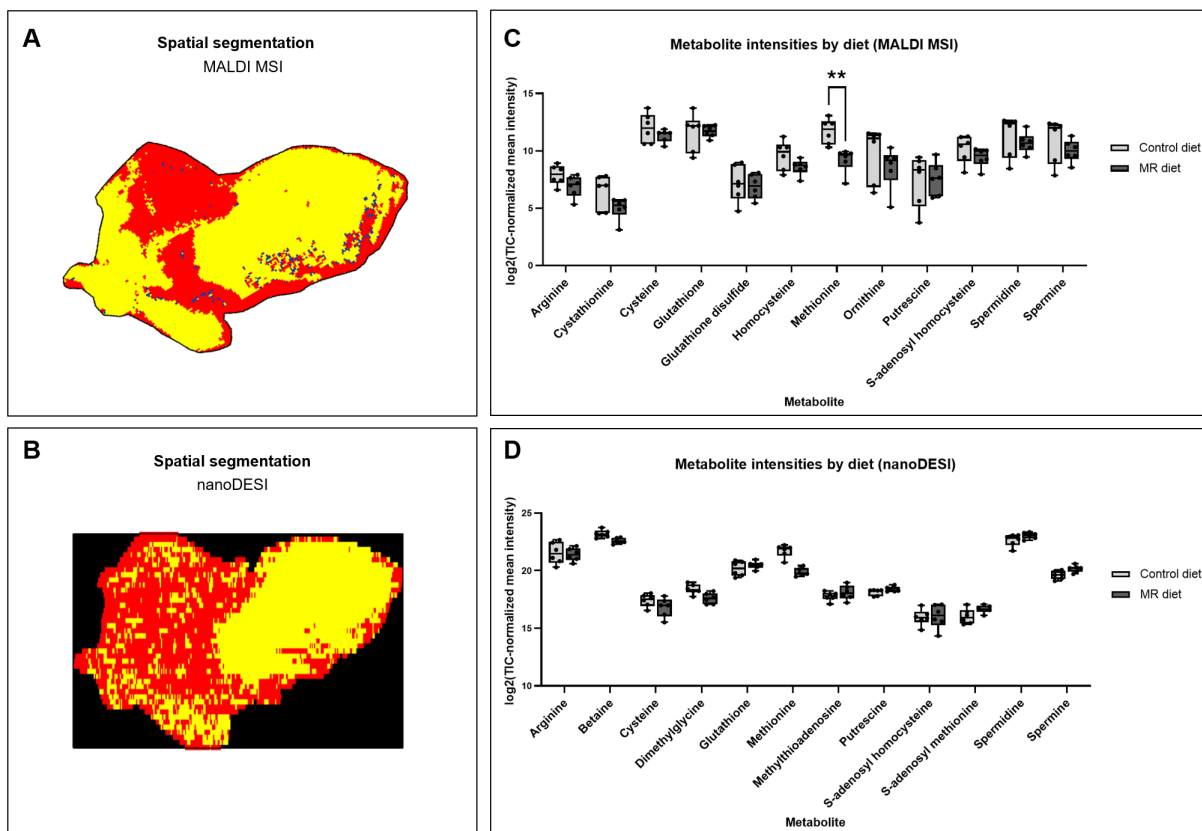 A
Spatial segmentation
MALDI MSI
B
Spatial segmentation
nanoDESI
C
Metabolite intensities by diet (MALDI MSI)
log2(TIC-normalized mean intensity)
15
10
5
0
**
Arginine
Cystathionine
Cysteine
Glutathione
Glutathione disulfide
Homocysteine
Methionine
Ornithine
Putrescine
S-adenosyl homocysteine
Spermidine
Spermine
Metabolite
Control diet
MR diet
D
Metabolite intensities by diet (nanoDESI)
log2(TIC-normalized mean intensity)
25
20
15
10
Arginine
Betaine
Cysteine
Dimethylglycine
Glutathione
Methionine
Methylthioadenosine
Putrescine
S-adenosyl homocysteine
S-adenosyl methionine
Spermidine
Spermine
Metabolite
Control diet
MR diet